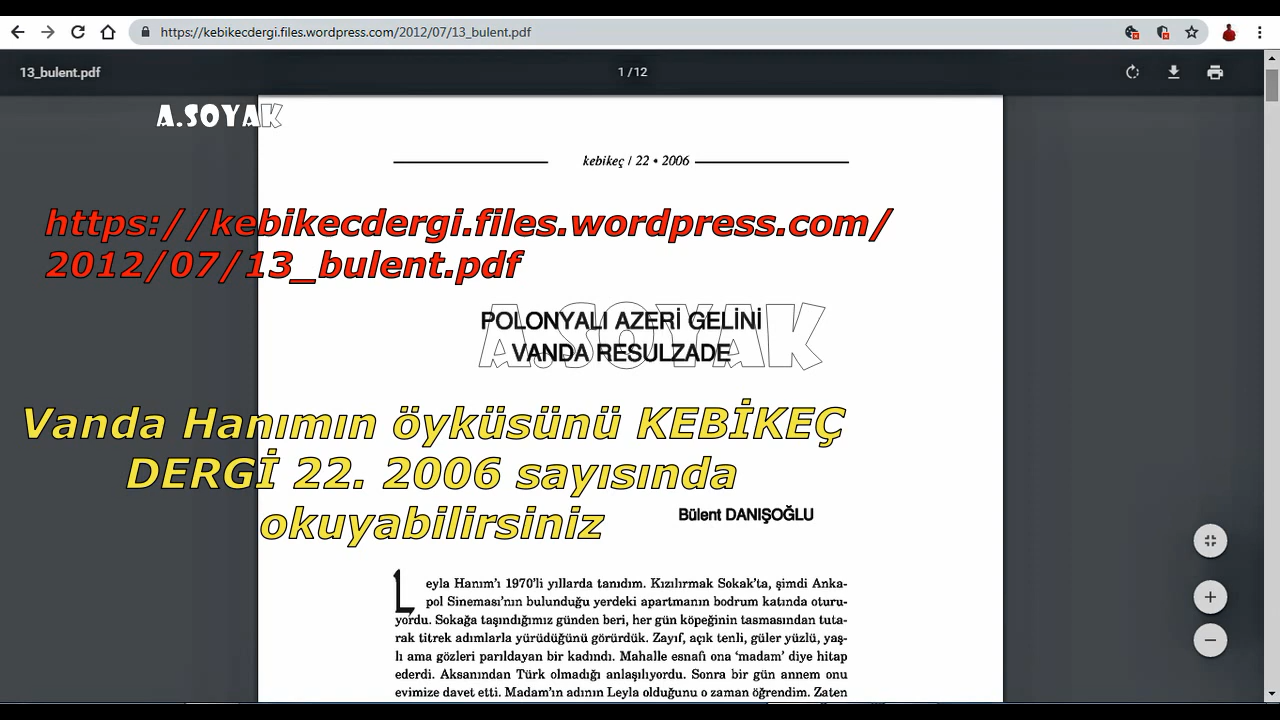 https://kebikecdergi.files.wordpress.com/2012/07/13_bulent.pdf
13_bulent.pdf
1 / 12
A.SOYAK
kebikeç / 22 • 2006
https://kebikecdergi.files.wordpress.com/
2012/07/13_bulent.pdf
A.SOYAK
POLONYALI AZERİ GELİNİ
VANDA RESULZADE
Vanda Hanımın öyküsünü KEBİKEÇ
DERGİ 22. 2006 sayısında
okuyabilirsiniz
Bülent DANIŞOĞLU
Leyla Hanım'ı 1970'li yıllarda tanıdım. Kızılırmak Sokak'ta, şimdi Anka-
pol Sineması'nın bulunduğu yerdeki apartmanın bodrum katında oturu-
yordu. Sokağa taşındığımız günden beri, her gün köpeğinin tasmasından tuta-
rak titrek adımlarla yürüdüğünü görürdük. Zayıf, açık tenli, güler yüzlü, yaş-
lı ama gözleri parıldayan bir kadındı. Mahalle esnafı ona 'madam' diye hitap
ederdi. Aksanından Türk olmadığı anlaşılıyordu. Sonra bir gün annem onu
evimize davet etti. Madam'ın adının Leyla olduğunu o zaman öğrendim. Zaten